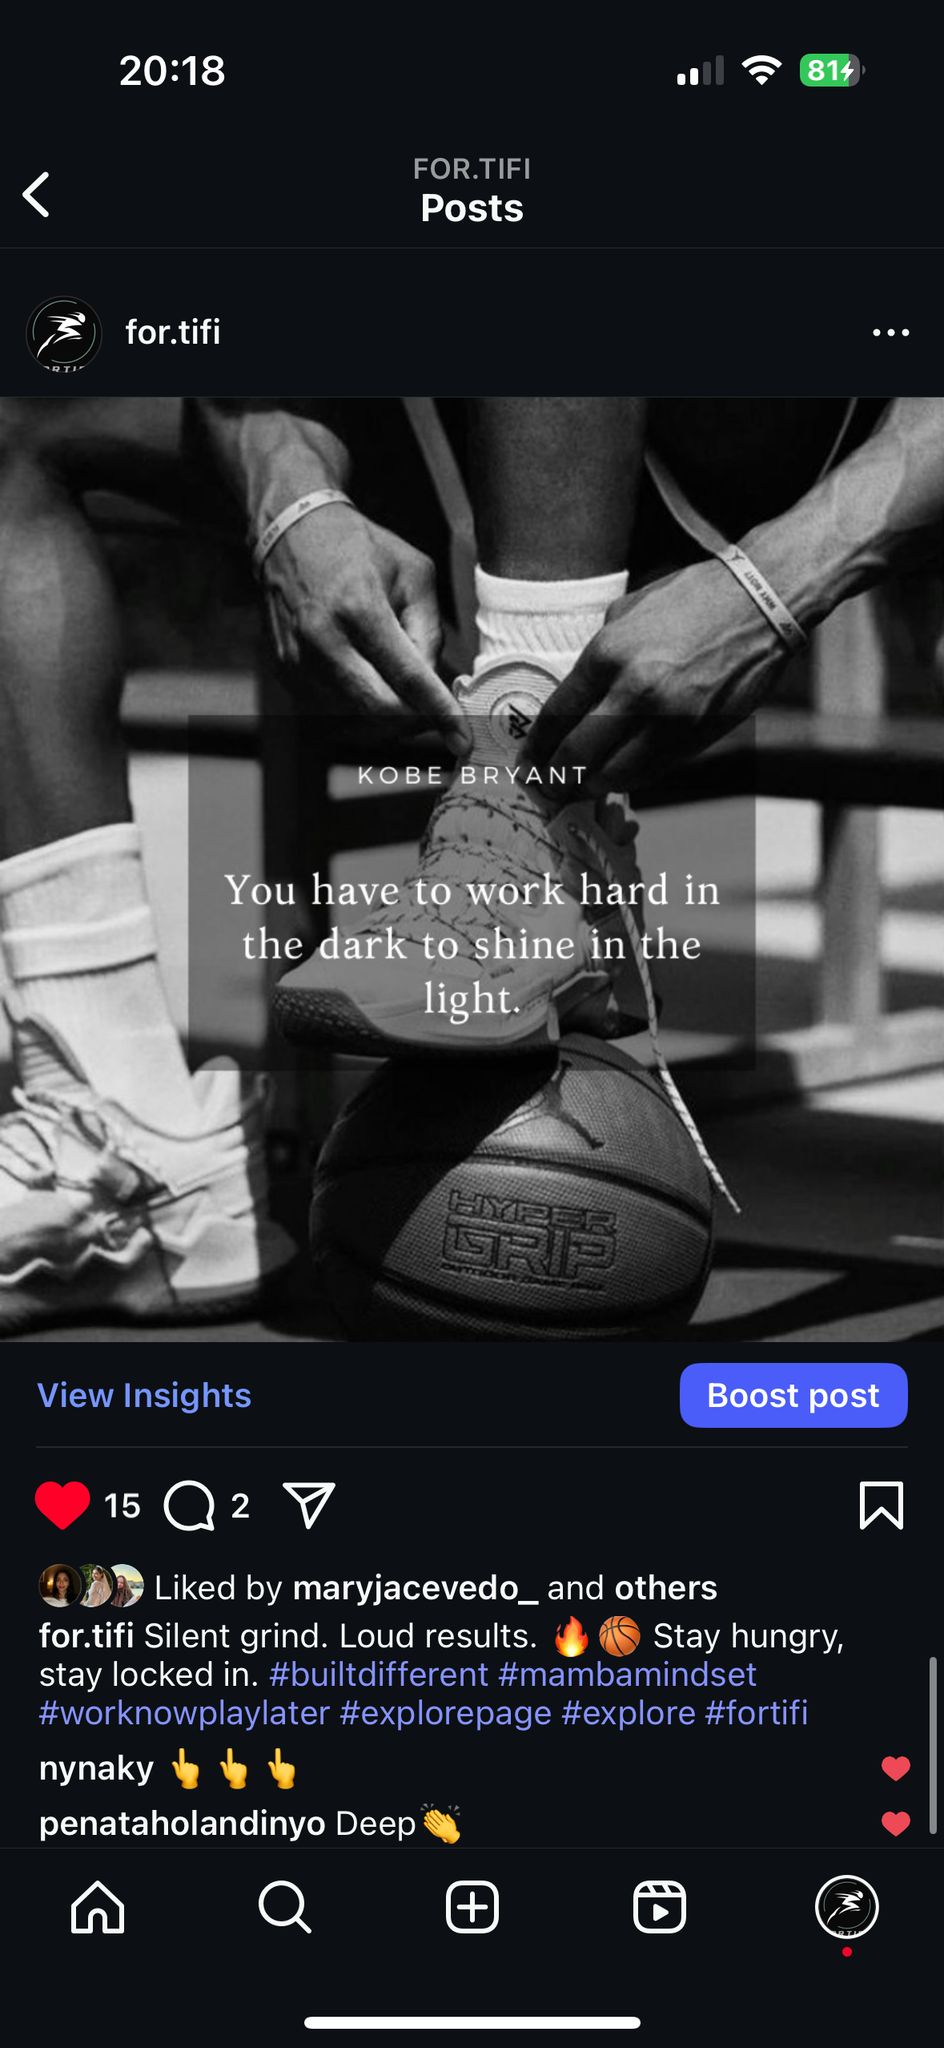 20:18
81
FOR.TIFI
Posts
for.tifi
WHY NOT?
KOBE BRYANT
You have to work hard in
the dark to shine in the
light.
HYPER
GRIP
View Insights
Boost post
15 2
Liked by maryjacevedo_ and others
for.tifi Silent grind. Loud results. 🔥🏀 Stay hungry,
stay locked in. #builtdifferent #mambamindset
#worknowplaylater #explorepage #explore #fortifi
nynaky 👆👆👆
penataholandinyo Deep👏